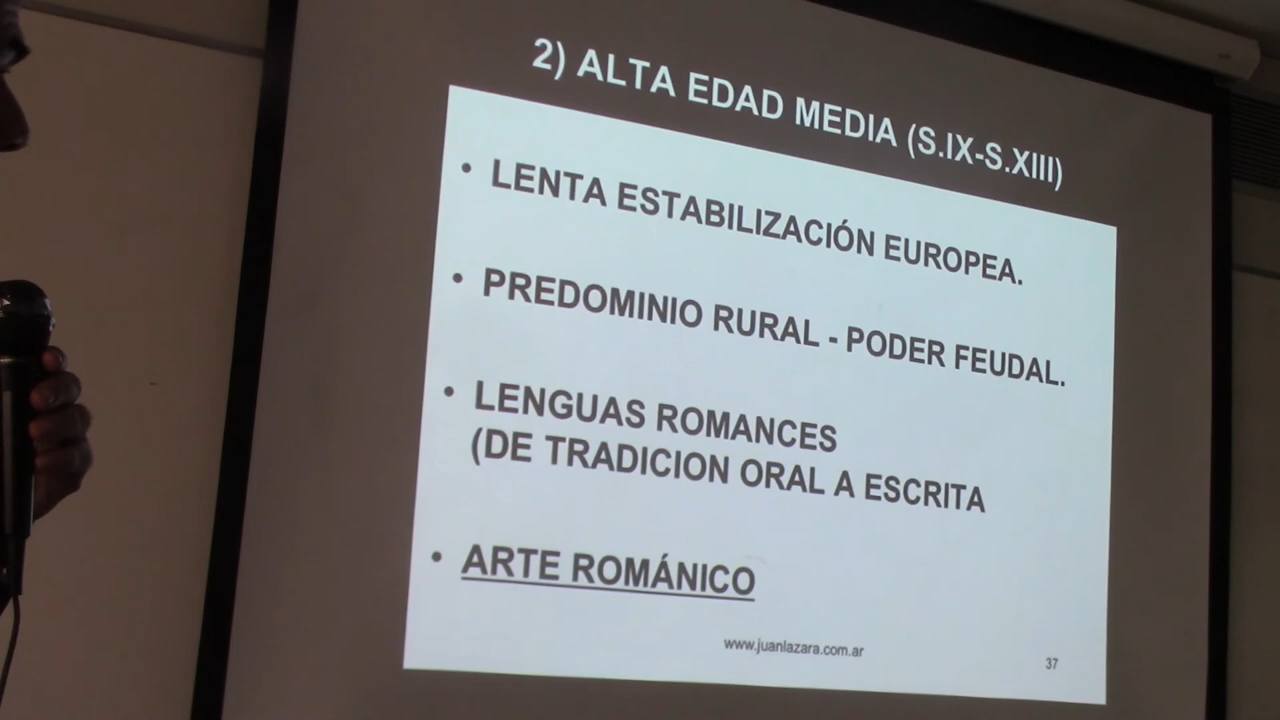 2) ALTA EDAD MEDIA (S.IX-S.XIII)
• LENTA ESTABILIZACIÓN EUROPEA.
• PREDOMINIO RURAL - PODER FEUDAL.
• LENGUAS ROMANCES
(DE TRADICION ORAL A ESCRITA
• ARTE ROMÁNICO
www.juanlazara.com.ar
37